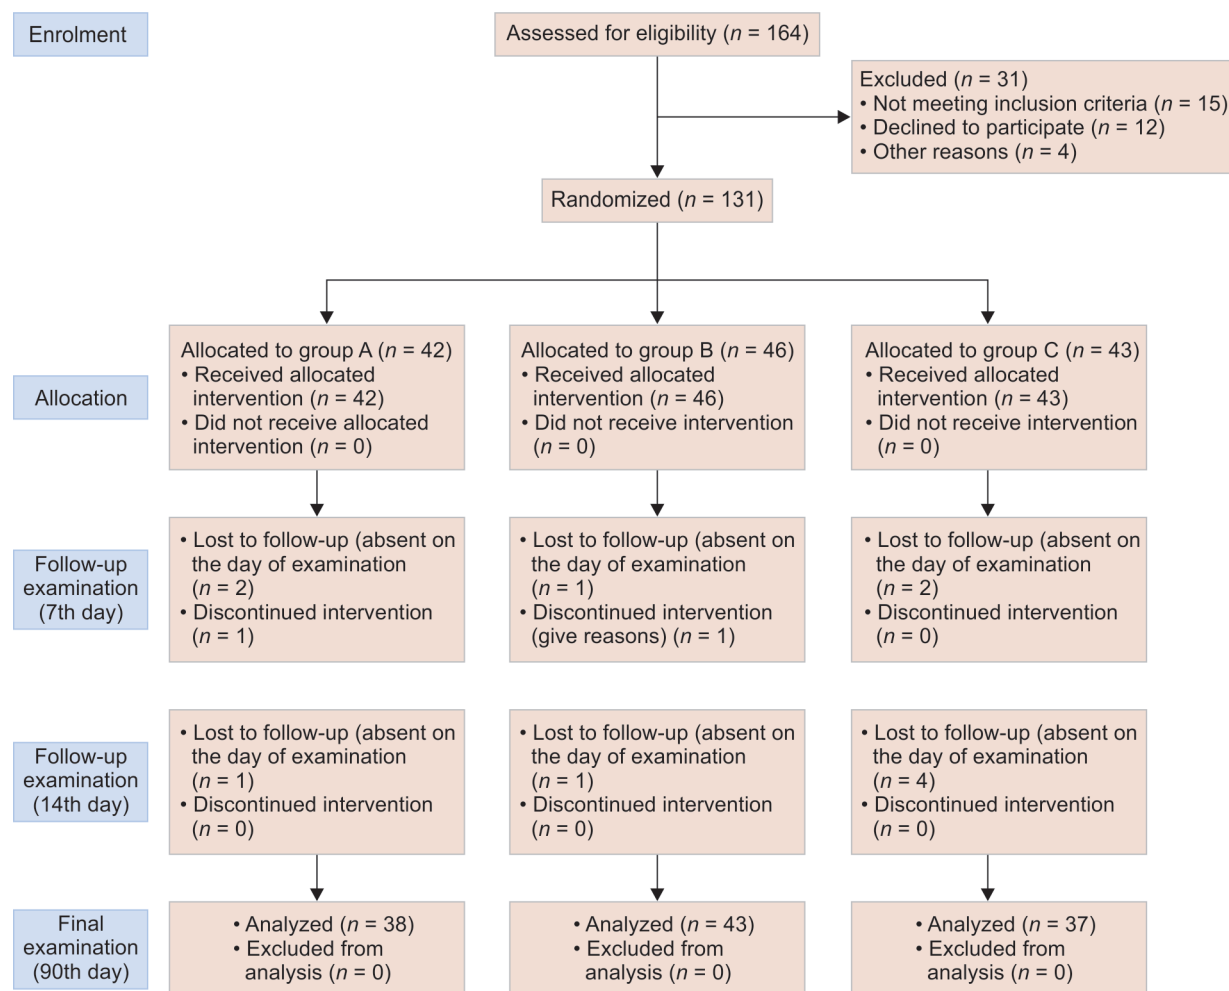 Enrolment
Assessed for eligibility (n = 164)
Excluded (n = 31)
• Not meeting inclusion criteria (n = 15)
• Declined to participate (n = 12)
• Other reasons (n = 4)
Randomized (n = 131)
Allocation
Allocated to group A (n = 42)
• Received allocated
intervention (n = 42)
• Did not receive allocated
intervention (n = 0)
Allocated to group B (n = 46)
• Received allocated
intervention (n = 46)
• Did not receive intervention
(n = 0)
Allocated to group C (n = 43)
• Received allocated
intervention (n = 43)
• Did not receive intervention
(n = 0)
Follow-up
examination
(7th day)
• Lost to follow-up (absent on
the day of examination
(n = 2)
• Discontinued intervention
(n = 1)
• Lost to follow-up (absent on
the day of examination
(n = 1)
• Discontinued intervention
(give reasons) (n = 1)
• Lost to follow-up (absent on
the day of examination
(n = 2)
• Discontinued intervention
(n = 0)
Follow-up
examination
(14th day)
• Lost to follow-up (absent on
the day of examination
(n = 1)
• Discontinued intervention
(n = 0)
• Lost to follow-up (absent on
the day of examination
(n = 1)
• Discontinued intervention
(n = 0)
• Lost to follow-up (absent on
the day of examination
(n = 4)
• Discontinued intervention
(n = 0)
Final
examination
(90th day)
• Analyzed (n = 38)
• Excluded from
analysis (n = 0)
• Analyzed (n = 43)
• Excluded from
analysis (n = 0)
• Analyzed (n = 37)
• Excluded from
analysis (n = 0)